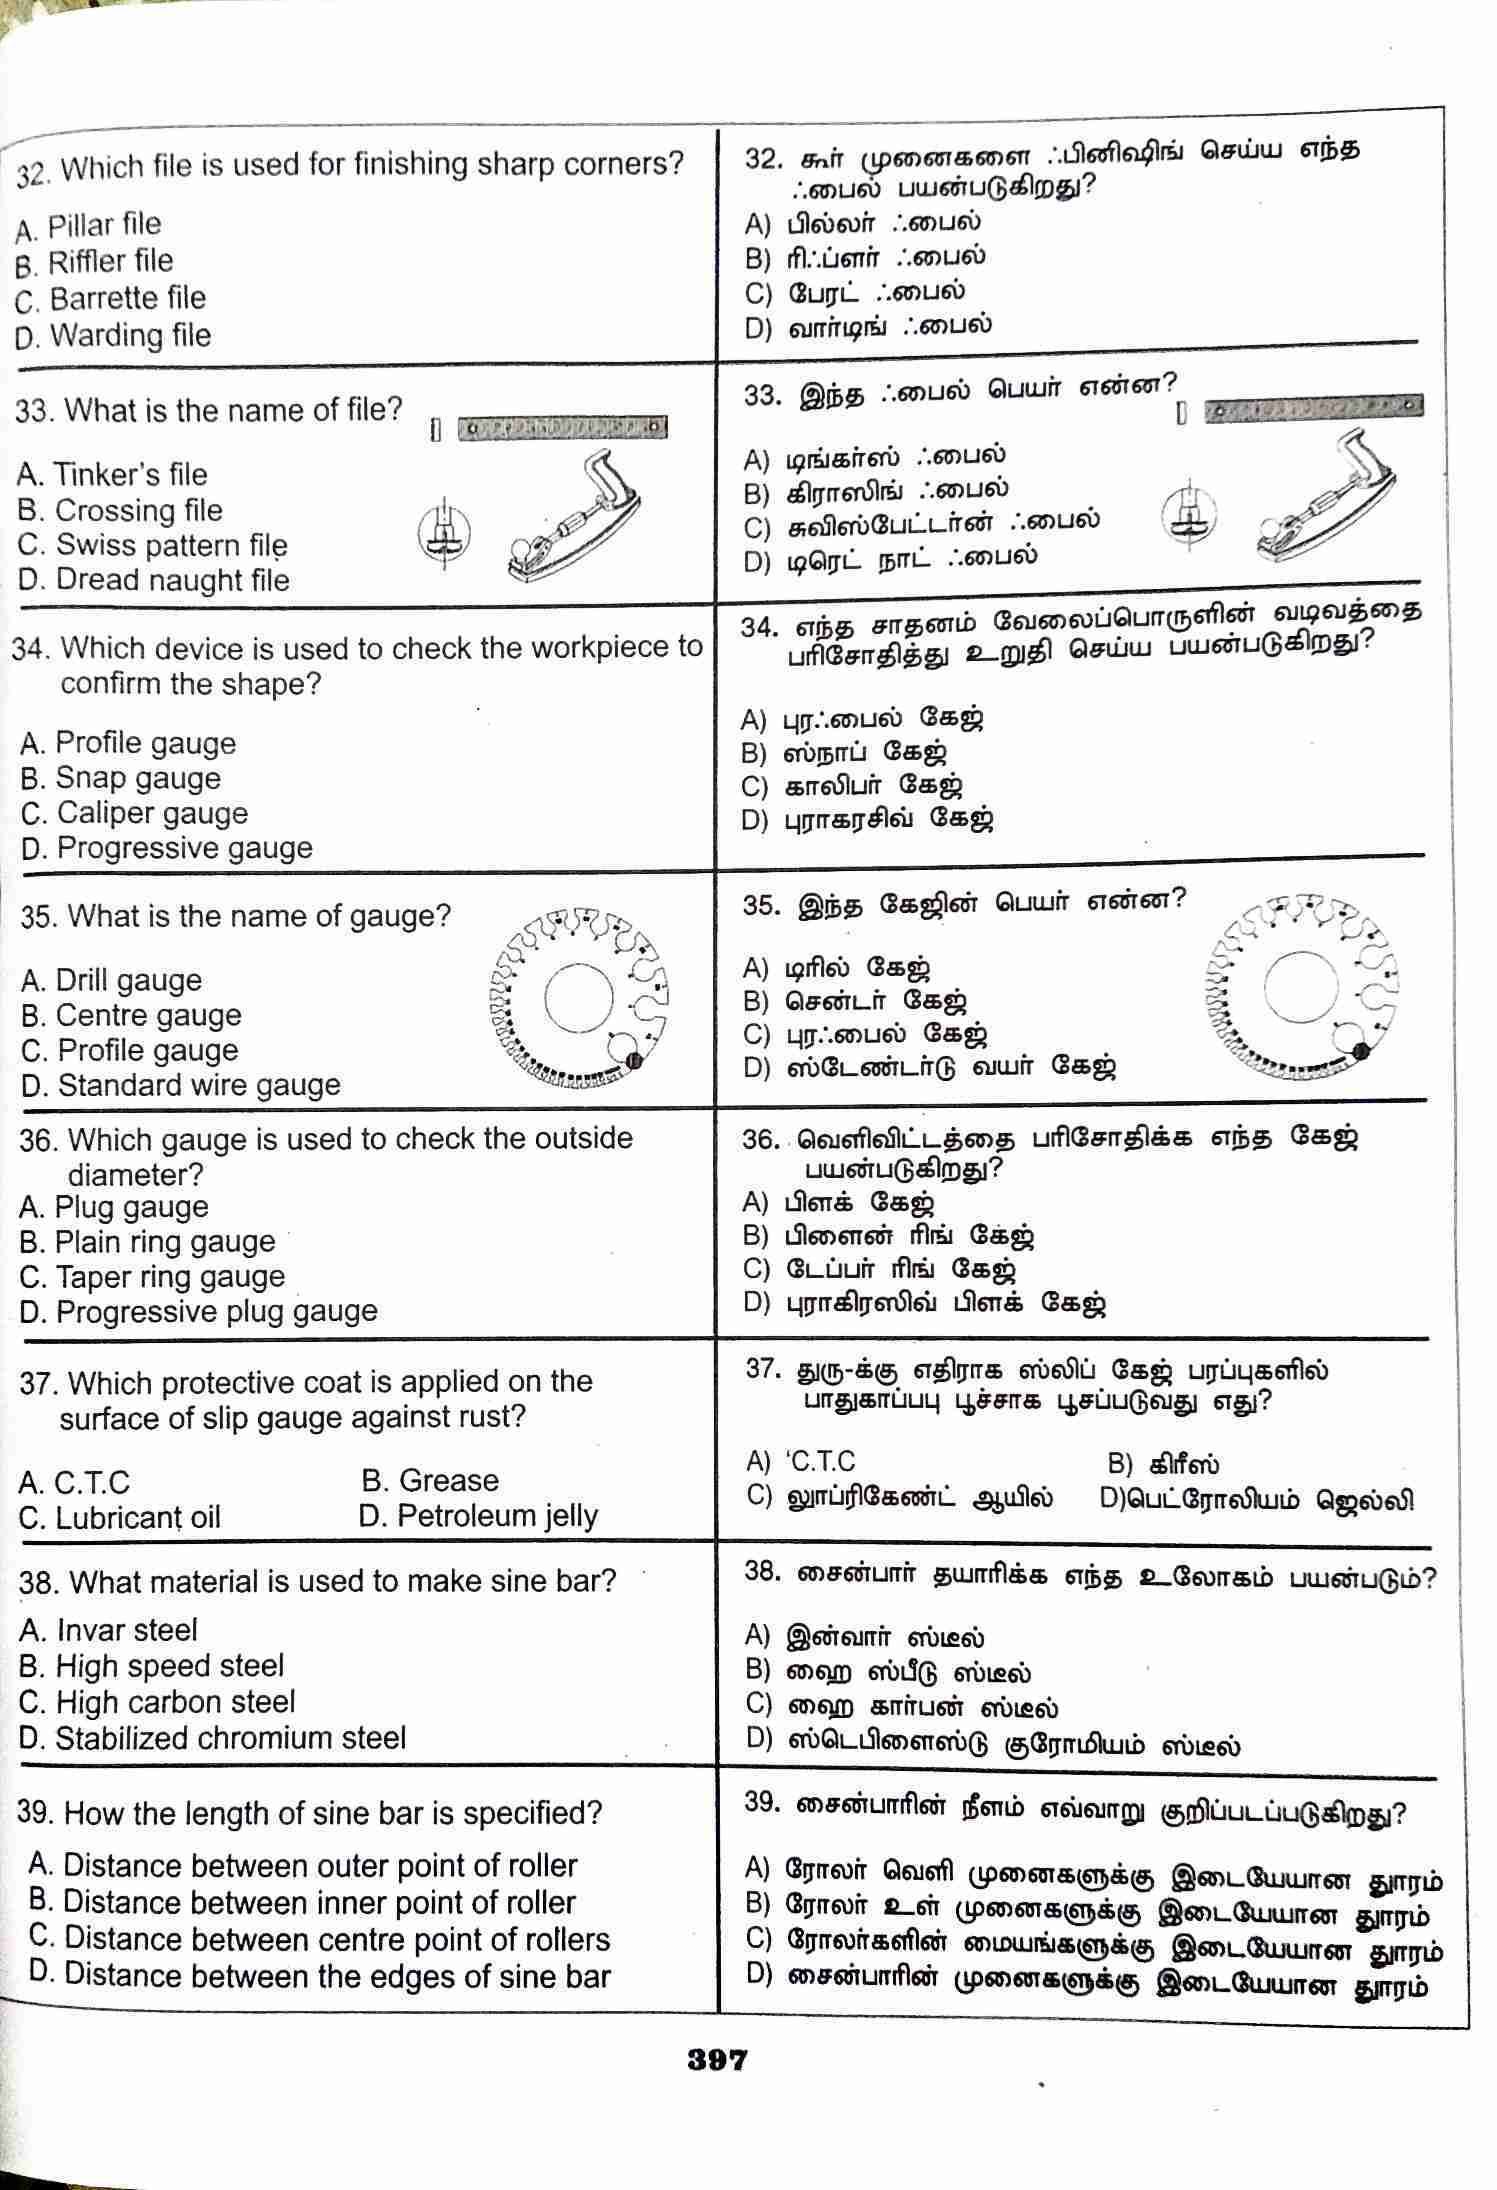 32. Which file is used for finishing sharp corners?
A. Pillar file
B. Riffler file
C. Barrette file
D. Warding file
33. What is the name of file?
A. Tinker's file
B. Crossing file
C. Swiss pattern file
D. Dread naught file
34. Which device is used to check the workpiece to
confirm the shape?
A. Profile gauge
B. Snap gauge
C. Caliper gauge
D. Progressive gauge
35. What is the name of gauge?
A. Drill gauge
B. Centre gauge
C. Profile gauge
D. Standard wire gauge
36. Which gauge is used to check the outside
diameter?
A. Plug gauge
B. Plain ring gauge
C. Taper ring gauge
D. Progressive plug gauge
37. Which protective coat is applied on the
surface of slip gauge against rust?
A. C.T.C B. Grease
C. Lubricant oil D. Petroleum jelly
38. What material is used to make sine bar?
A. Invar steel
B. High speed steel
C. High carbon steel
D. Stabilized chromium steel
39. How the length of sine bar is specified?
A. Distance between outer point of roller
B. Distance between inner point of roller
C. Distance between centre point of rollers
D. Distance between the edges of sine bar
32. கூர் முனைகளை ஃபினிஷிங் செய்ய எந்த
ஃபைல் பயன்படுகிறது?
A) பில்லர் ஃபைல்
B) ரிஃப்ளர் ஃபைல்
C) பேரட் ஃபைல்
D) வார்டிங் ஃபைல்
33. இந்த ஃபைல் பெயர் என்ன?
A) டிங்கர்ஸ் ஃபைல்
B) கிராஸிங் ஃபைல்
C) சுவிஸ்பேட்டர்ன் ஃபைல்
D) டிரெட் நாட் ஃபைல்
34. எந்த சாதனம் வேலைப்பொருளின் வடிவத்தை
பரிசோதித்து உறுதி செய்ய பயன்படுகிறது?
A) புரஃபைல் கேஜ்
B) ஸ்நாப் கேஜ்
C) காலிபர் கேஜ்
D) புராகரசிவ் கேஜ்
35. இந்த கேஜின் பெயர் என்ன?
A) டிரில் கேஜ்
B) சென்டர் கேஜ்
C) புரஃபைல் கேஜ்
D) ஸ்டேண்டர்டு வயர் கேஜ்
36. வெளிவிட்டத்தை பரிசோதிக்க எந்த கேஜ்
பயன்படுகிறது?
A) பிளக் கேஜ்
B) பிளைன் ரிங் கேஜ்
C) டேப்பர் ரிங் கேஜ்
D) புராகிரஸிவ் பிளக் கேஜ்
37. துரு-க்கு எதிராக ஸ்லிப் கேஜ் பரப்புகளில்
பாதுகாப்பபு பூச்சாக பூசப்படுவது எது?
A) 'C.T.C B) கிரீஸ்
C) லூப்ரிகேண்ட் ஆயில் D)பெட்ரோலியம் ஜெல்லி
38. சைன்பார் தயாரிக்க எந்த உலோகம் பயன்படும்?
A) இன்வார் ஸ்டீல்
B) ஹை ஸ்பீடு ஸ்டீல்
C) ஹை கார்பன் ஸ்டீல்
D) ஸ்டெபிளைஸ்டு குரோமியம் ஸ்டீல்
39. சைன்பாரின் நீளம் எவ்வாறு குறிப்படப்படுகிறது?
A) ரோலர் வெளி முனைகளுக்கு இடையேயான தூரம்
B) ரோலர் உள் முனைகளுக்கு இடையேயான தூரம்
C) ரோலர்களின் மையங்களுக்கு இடையேயான தூரம்
D) சைன்பாரின் முனைகளுக்கு இடையேயான தூரம்
397